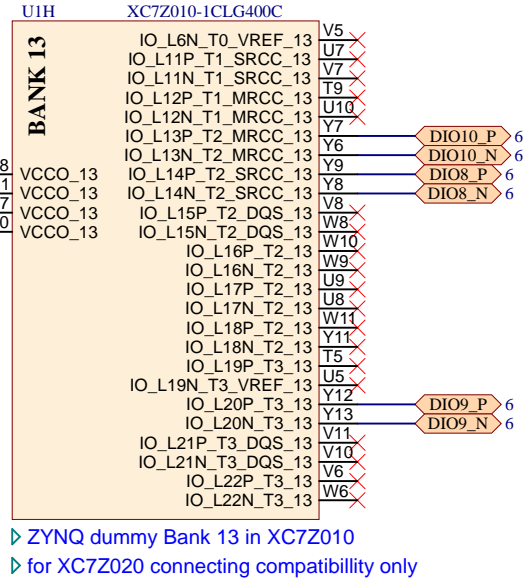 U1H XC7Z010-1CLG400C
BANK 13
8 VCCO_13
1 VCCO_13
7 VCCO_13
0 VCCO_13
IO_L6N_T0_VREF_13 V5
IO_L11P_T1_SRCC_13 U7
IO_L11N_T1_SRCC_13 V7
IO_L12P_T1_MRCC_13 T9
IO_L12N_T1_MRCC_13 U10
IO_L13P_T2_MRCC_13 Y7 DIO10_P 6
IO_L13N_T2_MRCC_13 Y6 DIO10_N 6
IO_L14P_T2_SRCC_13 Y9 DIO8_P 6
IO_L14N_T2_SRCC_13 Y8 DIO8_N 6
IO_L15P_T2_DQS_13 V8
IO_L15N_T2_DQS_13 W8
IO_L16P_T2_13 W10
IO_L16N_T2_13 W9
IO_L17P_T2_13 U9
IO_L17N_T2_13 U8
IO_L18P_T2_13 W11
IO_L18N_T2_13 Y11
IO_L19P_T3_13 T5
IO_L19N_T3_VREF_13 U5
IO_L20P_T3_13 Y12 DIO9_P 6
IO_L20N_T3_13 Y13 DIO9_N 6
IO_L21P_T3_DQS_13 V11
IO_L21N_T3_DQS_13 V10
IO_L22P_T3_13 V6
IO_L22N_T3_13 W6
ZYNQ dummy Bank 13 in XC7Z010
for XC7Z020 connecting compatibillity only